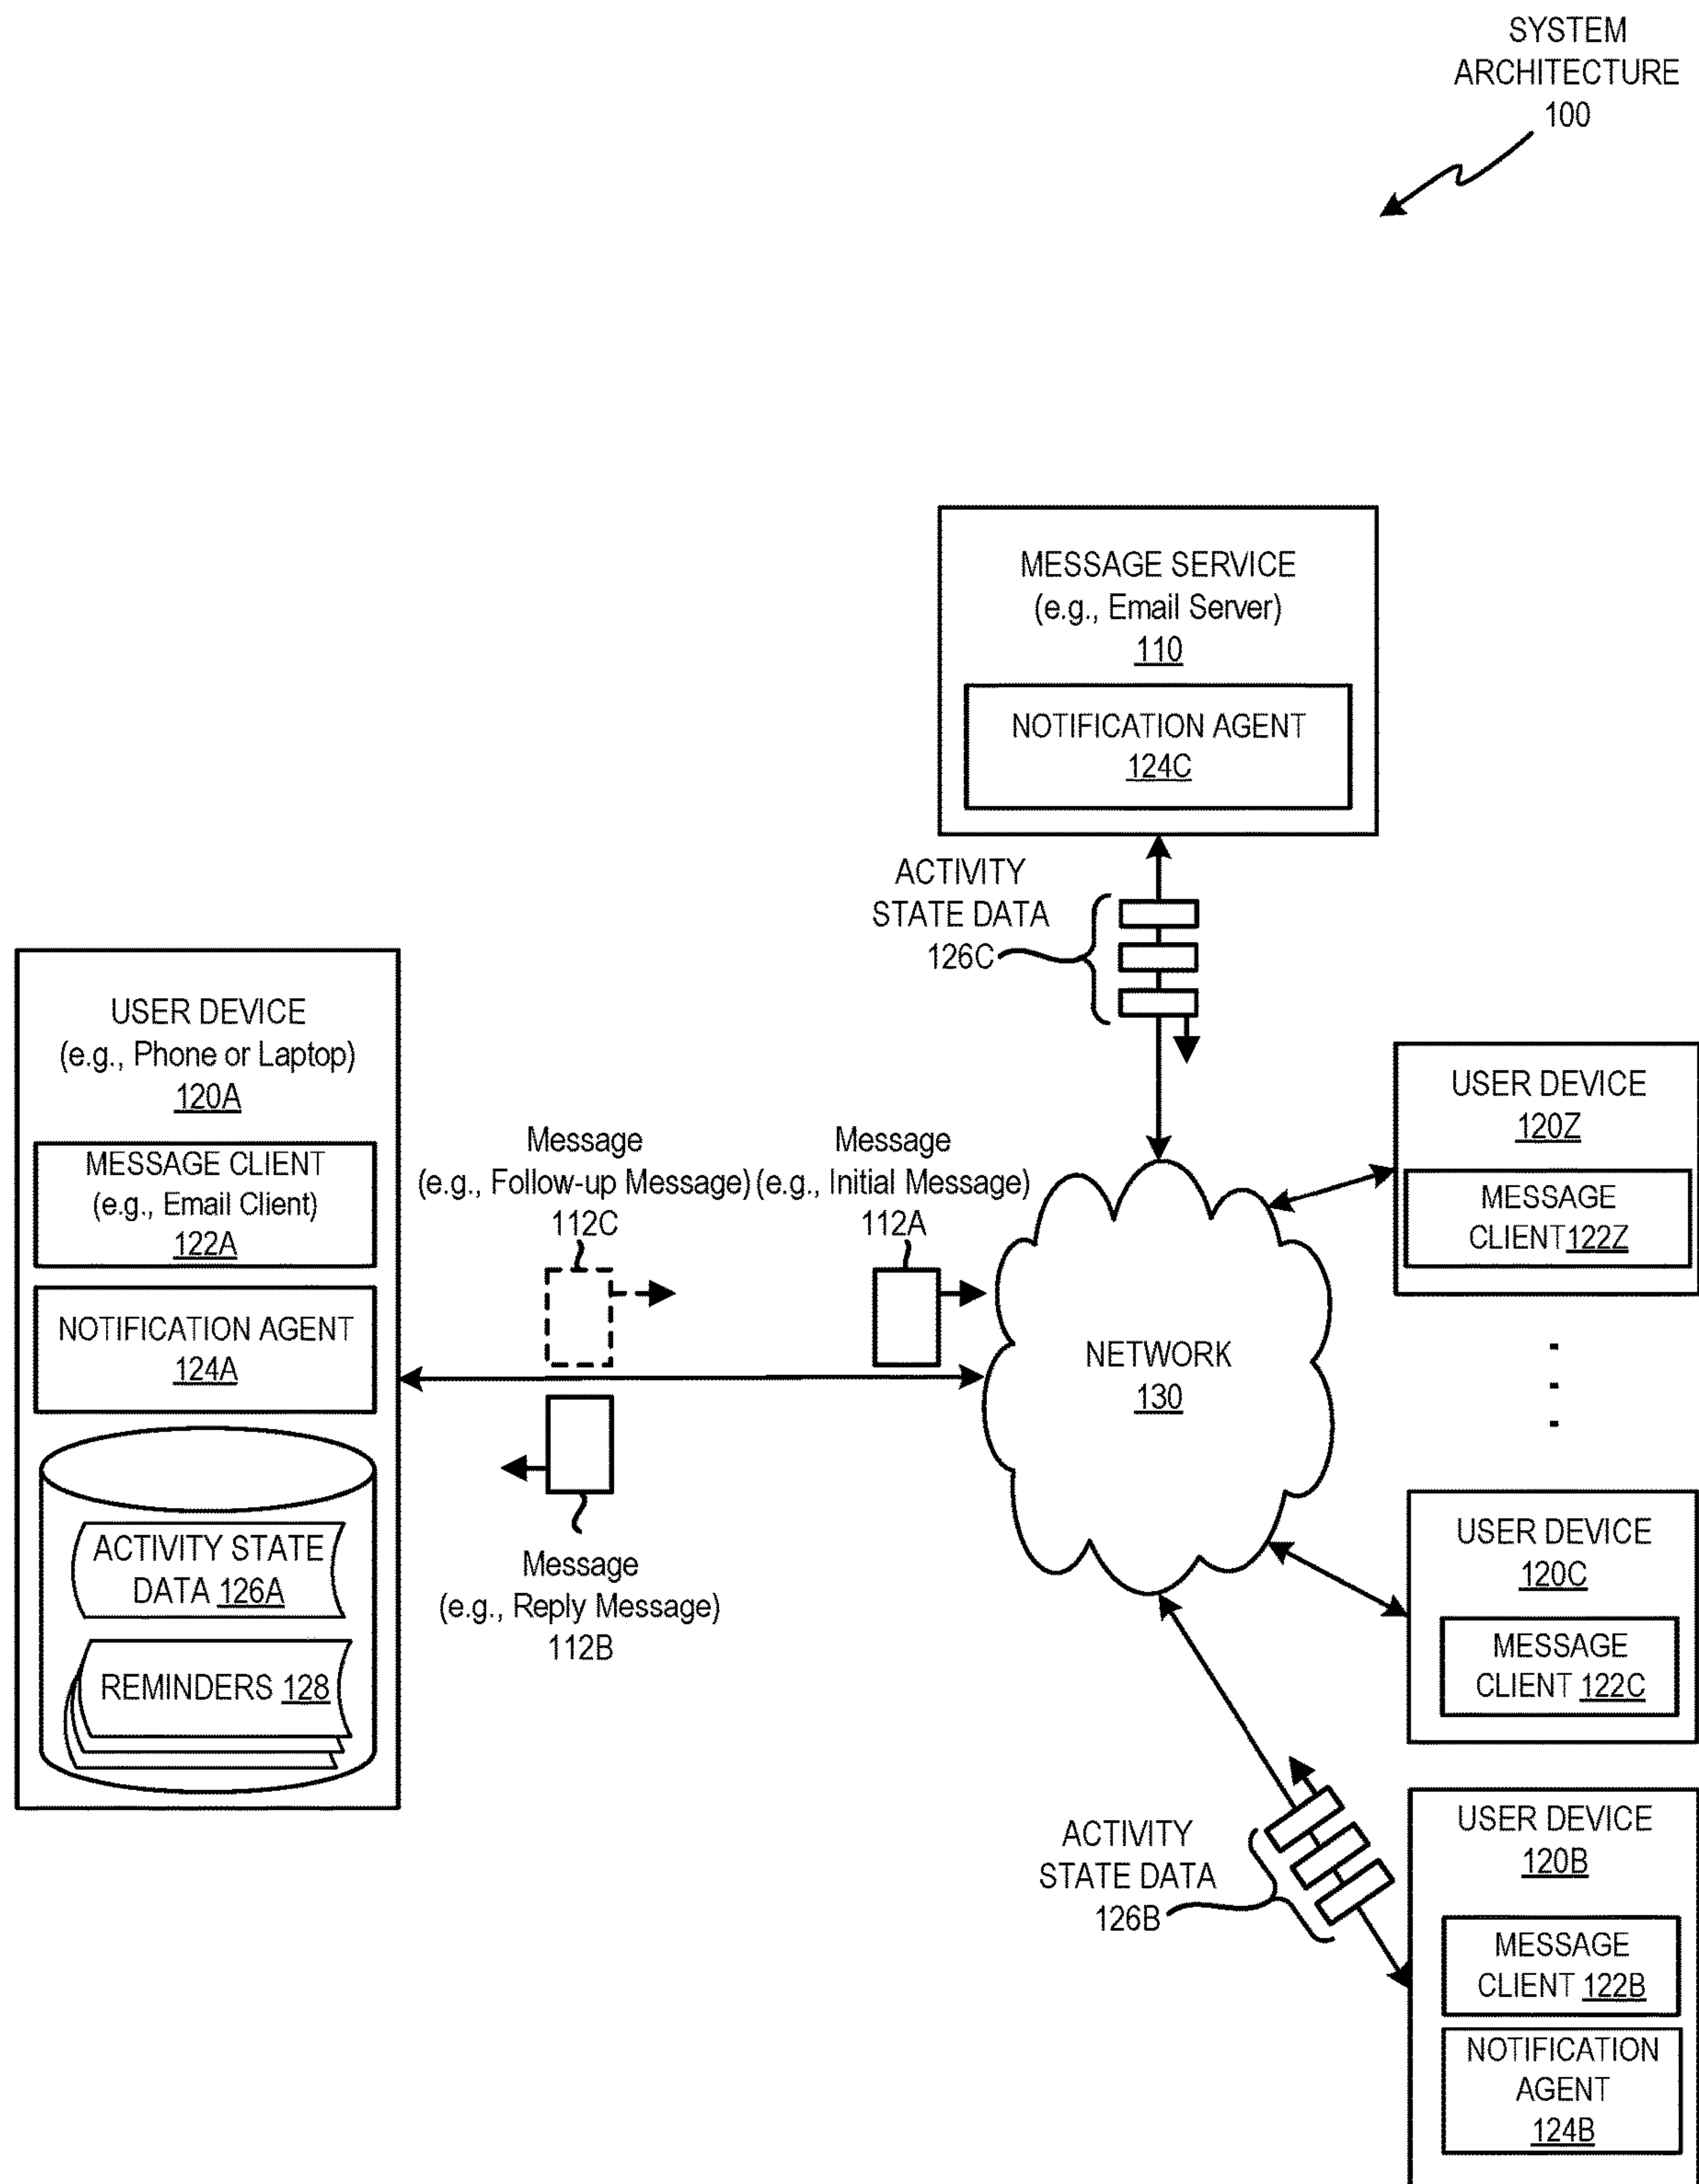 SYSTEM
ARCHITECTURE
100
MESSAGE SERVICE
(e.g., Email Server)
110
NOTIFICATION AGENT
124C
ACTIVITY
STATE DATA
126C
USER DEVICE
(e.g., Phone or Laptop)
120A
MESSAGE CLIENT
(e.g., Email Client)
122A
NOTIFICATION AGENT
124A
ACTIVITY STATE
DATA 126A
REMINDERS 128
Message
(e.g., Follow-up Message)
112C
Message
(e.g., Initial Message)
112A
Message
(e.g., Reply Message)
112B
NETWORK
130
USER DEVICE
120Z
MESSAGE
CLIENT122Z
USER DEVICE
120C
MESSAGE
CLIENT 122C
ACTIVITY
STATE DATA
126B
USER DEVICE
120B
MESSAGE
CLIENT 122B
NOTIFICATION
AGENT
124B